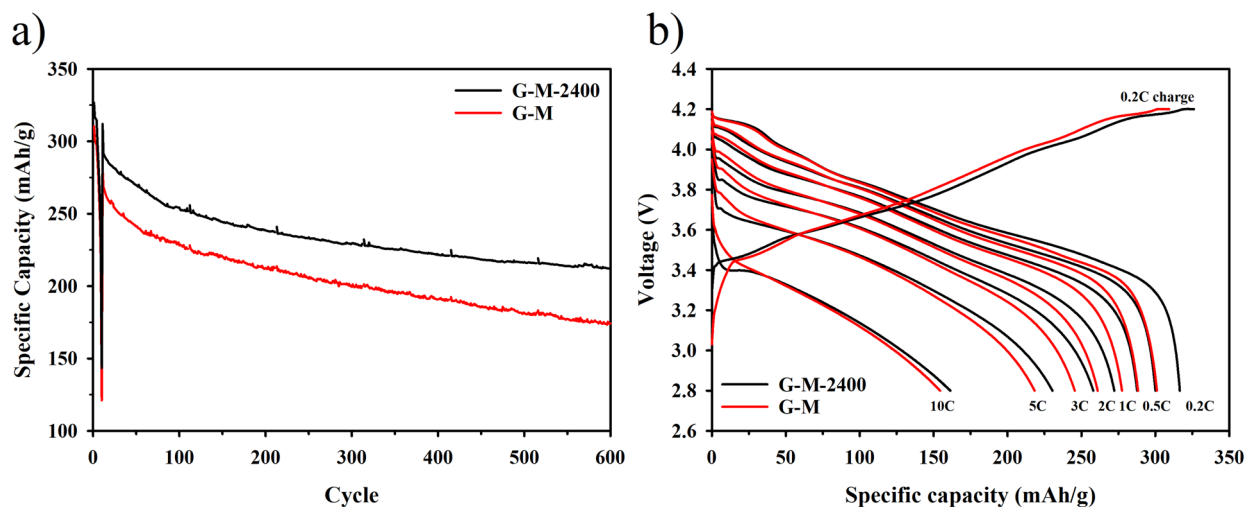 a)
350
300
250
200
150
100
Specific Capacity (mAh/g)
G-M-2400
G-M
0 100 200 300 400 500 600
Cycle
b)
4.4
4.2
4.0
3.8
3.6
3.4
3.2
3.0
2.8
2.6
Voltage (V)
0.2C charge
G-M-2400
G-M
10C 5C 3C 2C 1C 0.5C 0.2C
0 50 100 150 200 250 300 350
Specific capacity (mAh/g)